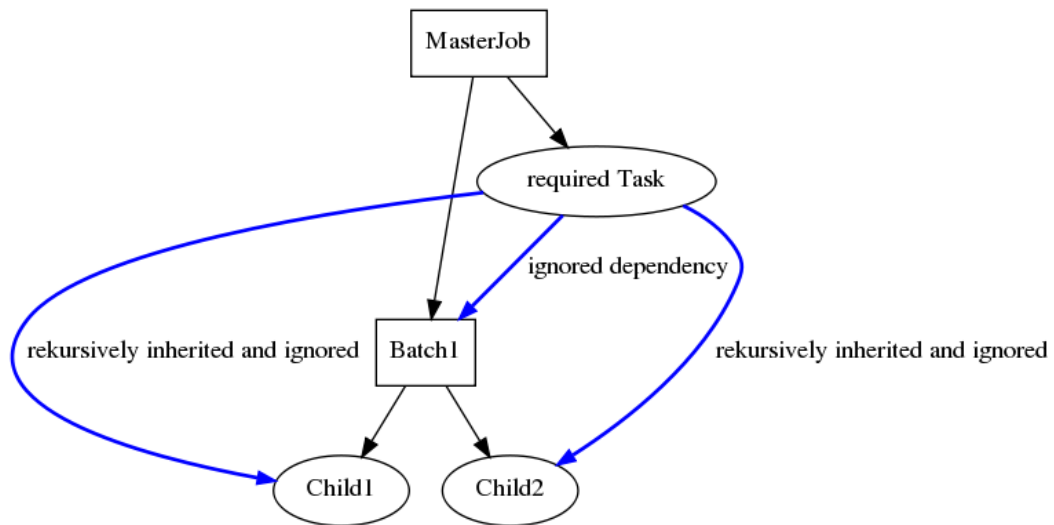 MasterJob
required Task
ignored dependency
rekursively inherited and ignored
Batch1
rekursively inherited and ignored
Child1
Child2